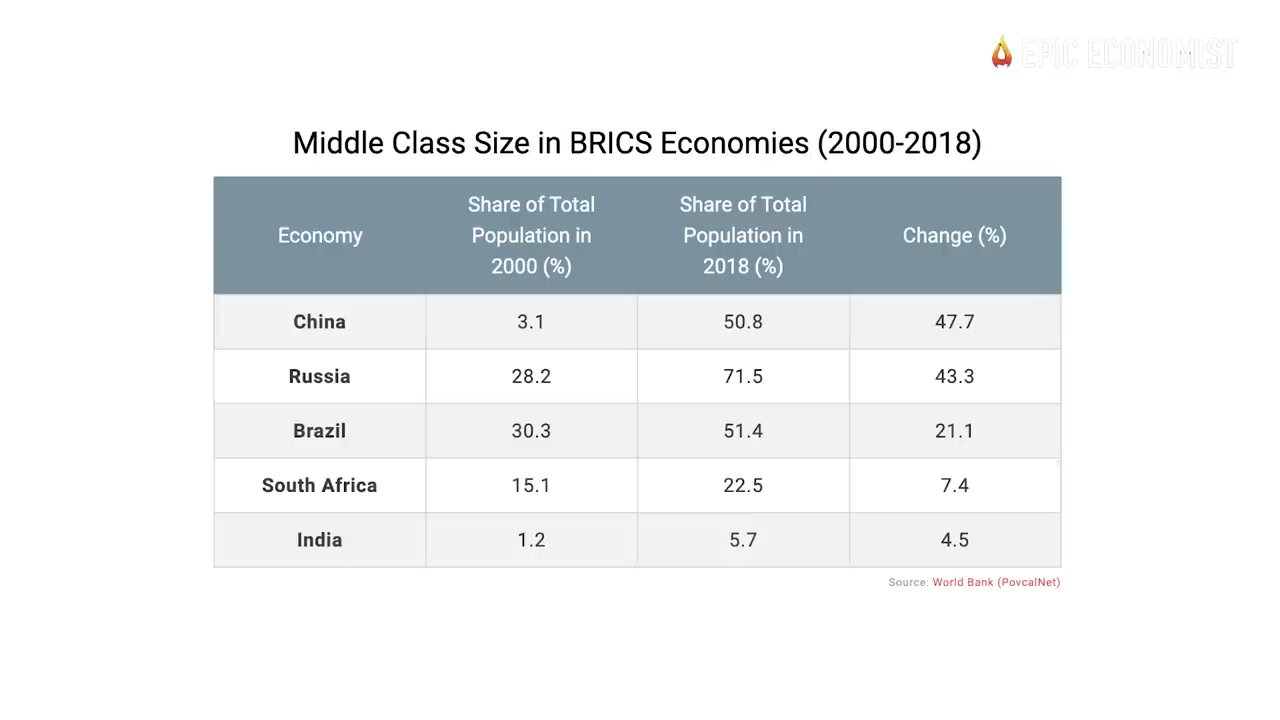 EPIC ECONOMIST
Middle Class Size in BRICS Economies (2000-2018)
Economy
Share of Total
Population in
2000 (%)
Share of Total
Population in
2018 (%)
Change (%)
China 3.1 50.8 47.7
Russia 28.2 71.5 43.3
Brazil 30.3 51.4 21.1
South Africa 15.1 22.5 7.4
India 1.2 5.7 4.5
Source: World Bank (PovcalNet)